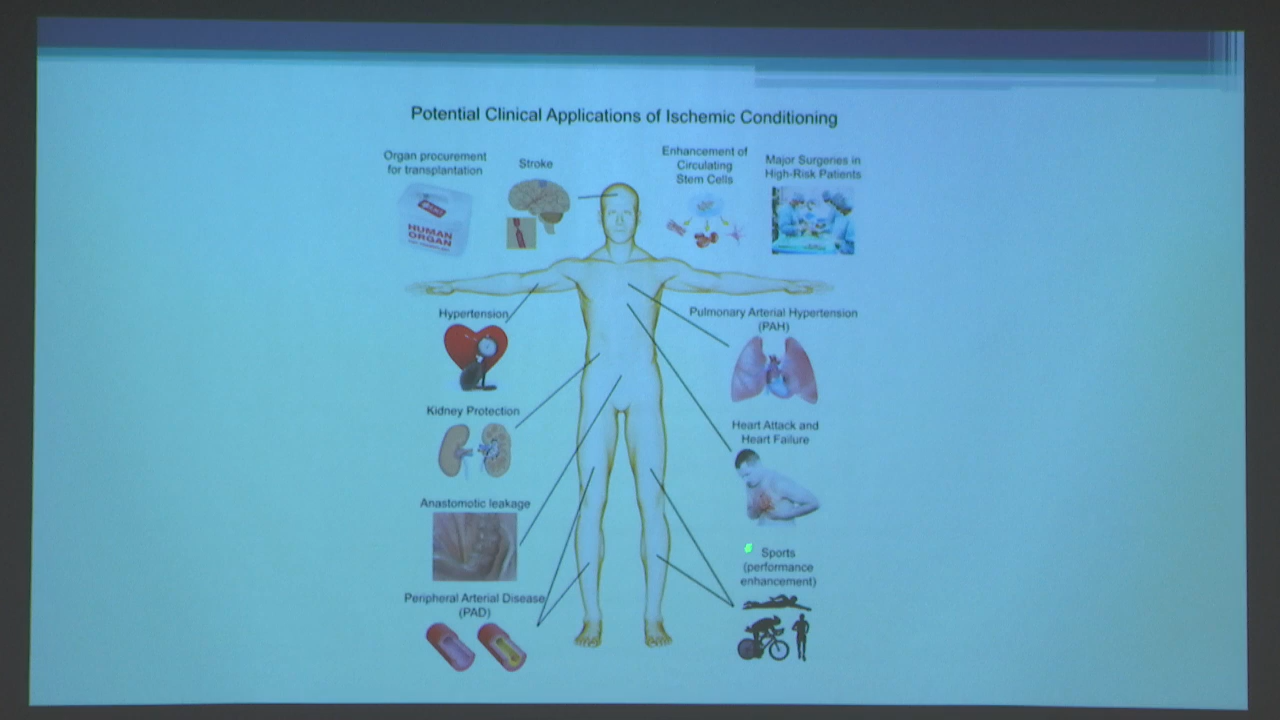 Potential Clinical Applications of Ischemic Conditioning
Organ procurement
for transplantation
Stroke
Enhancement of
Circulating
Stem Cells
Major Surgeries in
High-Risk Patients
HUMAN
ORGAN
Hypertension
Pulmonary Arterial Hypertension
(PAH)
Kidney Protection
Heart Attack and
Heart Failure
Anastomotic leakage
Sports
(performance
enhancement)
Peripheral Arterial Disease
(PAD)